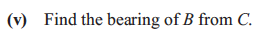 (v) Find the bearing of B from C.